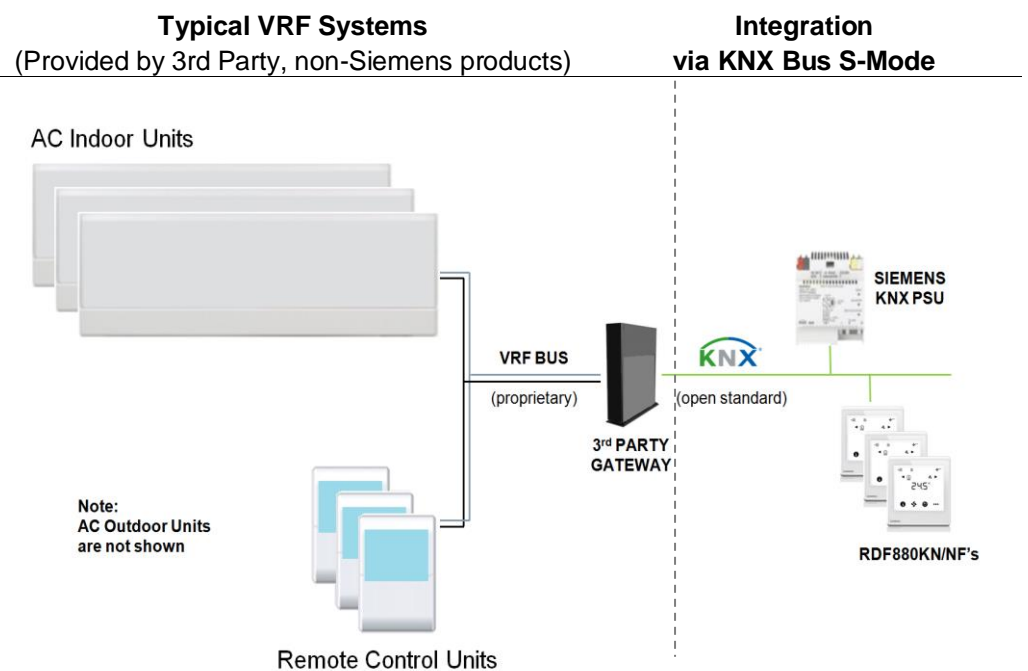 Typical VRF Systems
(Provided by 3rd Party, non-Siemens products)
Integration
via KNX Bus S-Mode
AC Indoor Units
SIEMENS
KNX PSU
VRF BUS
(proprietary)
KNX
(open standard)
3rd PARTY
GATEWAY
24.5°
Note:
AC Outdoor Units
are not shown
RDF880KN/NF's
Remote Control Units